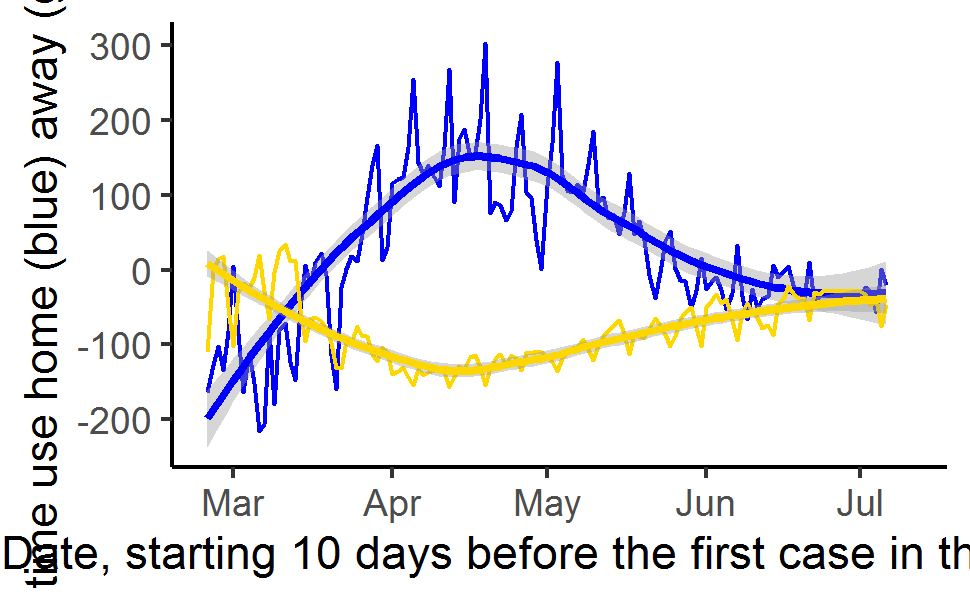 time use home (blue) away (
300
200
100
0
-100
-200
Mar Apr May Jun Jul
Date, starting 10 days before the first case in th